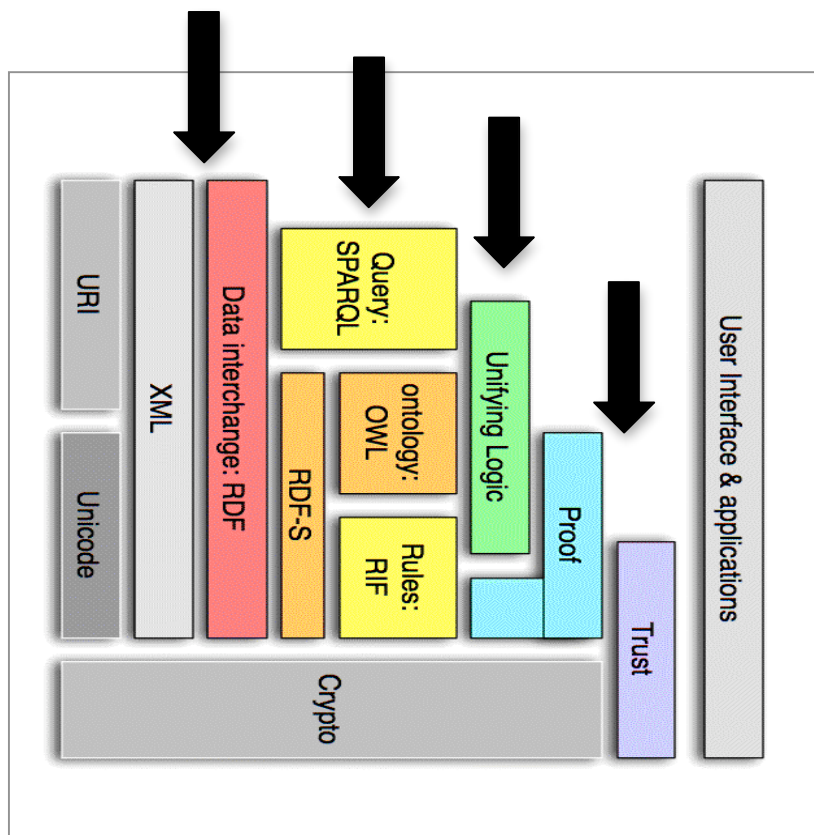 User Interface & applications
Trust
Proof
Unifying Logic
Query:
SPARQL
ontology:
OWL
Rules:
RIF
RDF-S
Data interchange: RDF
XML
URI
Unicode
Crypto